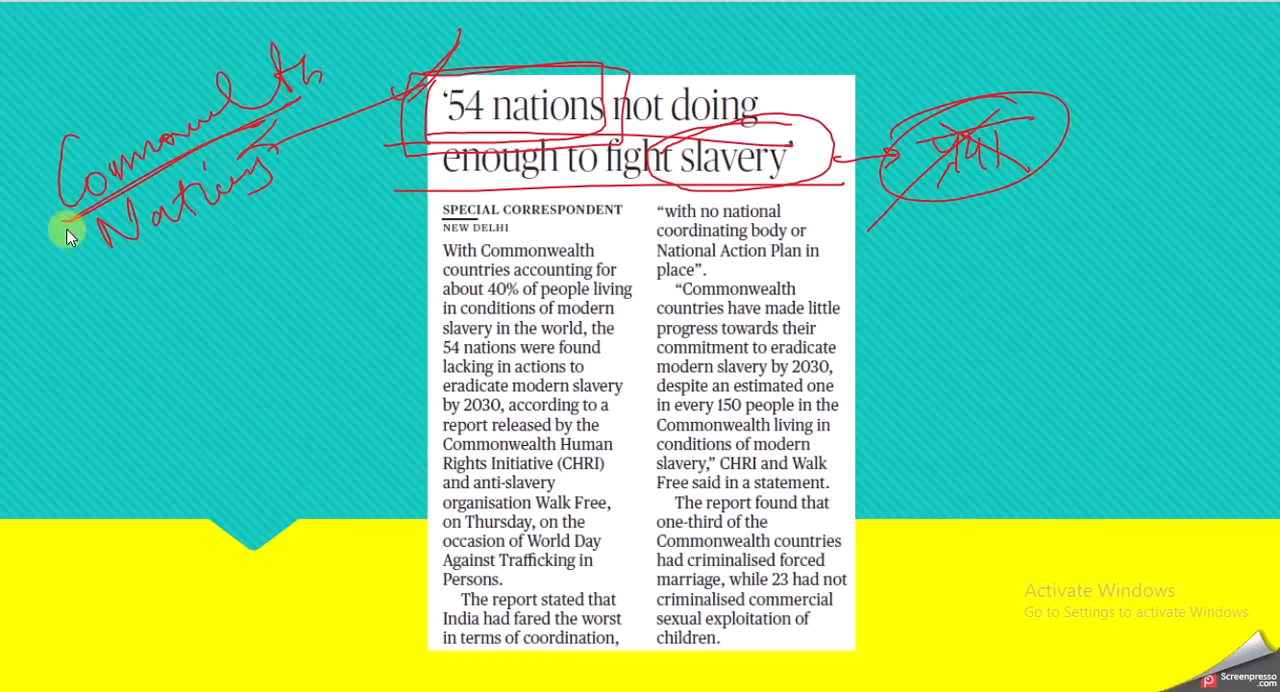 Commonwealth
Nations
‘54 nations not doing
enough to fight slavery’
SPECIAL CORRESPONDENT
NEW DELHI
With Commonwealth
countries accounting for
about 40% of people living
in conditions of modern
slavery in the world, the
54 nations were found
lacking in actions to
eradicate modern slavery
by 2030, according to a
report released by the
Commonwealth Human
Rights Initiative (CHRI)
and anti-slavery
organisation Walk Free,
on Thursday, on the
occasion of World Day
Against Trafficking in
Persons.
The report stated that
India had fared the worst
in terms of coordination,
“with no national
coordinating body or
National Action Plan in
place”.
“Commonwealth
countries have made little
progress towards their
commitment to eradicate
modern slavery by 2030,
despite an estimated one
in every 150 people in the
Commonwealth living in
conditions of modern
slavery,” CHRI and Walk
Free said in a statement.
The report found that
one-third of the
Commonwealth countries
had criminalised forced
marriage, while 23 had not
criminalised commercial
sexual exploitation of
children.
Activate Windows
Go to Settings to activate Windows.
Screenpresso
.com